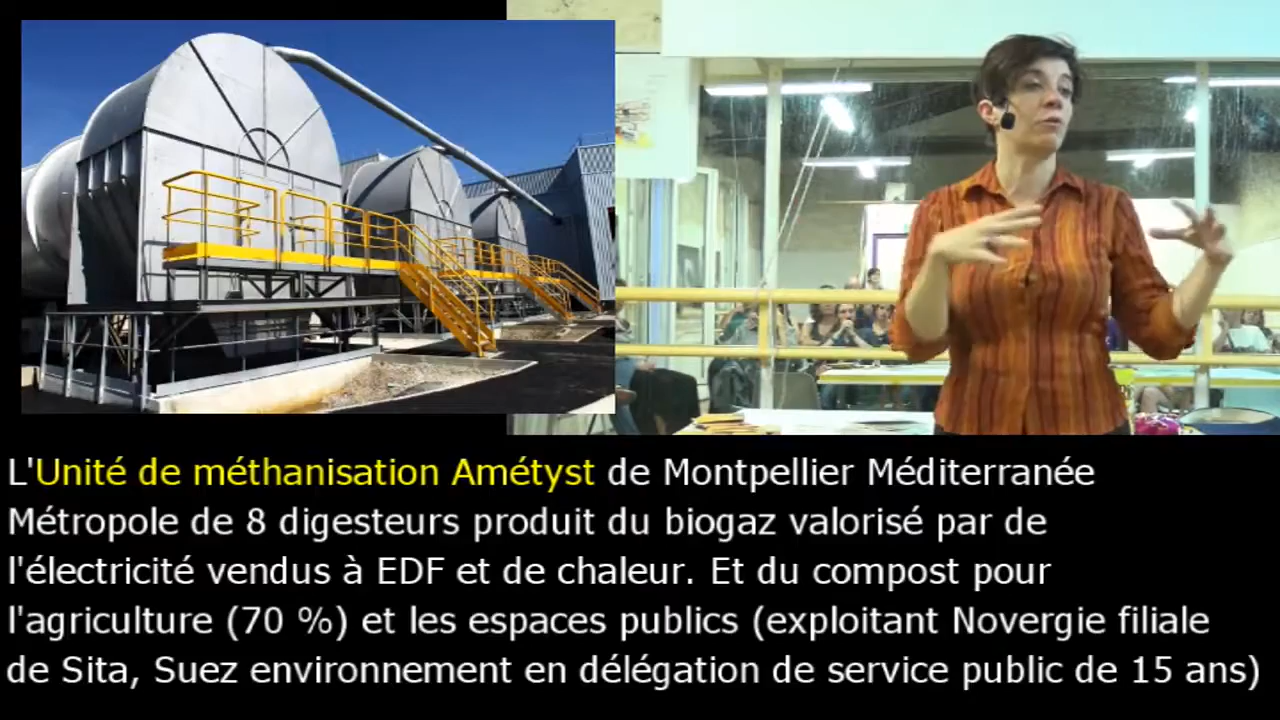 L'Unité de méthanisation Amétyst de Montpellier Méditerranée
Métropole de 8 digesteurs produit du biogaz valorisé par de
l'électricité vendus à EDF et de chaleur. Et du compost pour
l'agriculture (70 %) et les espaces publics (exploitant Novergie filiale
de Sita, Suez environnement en délégation de service public de 15 ans)